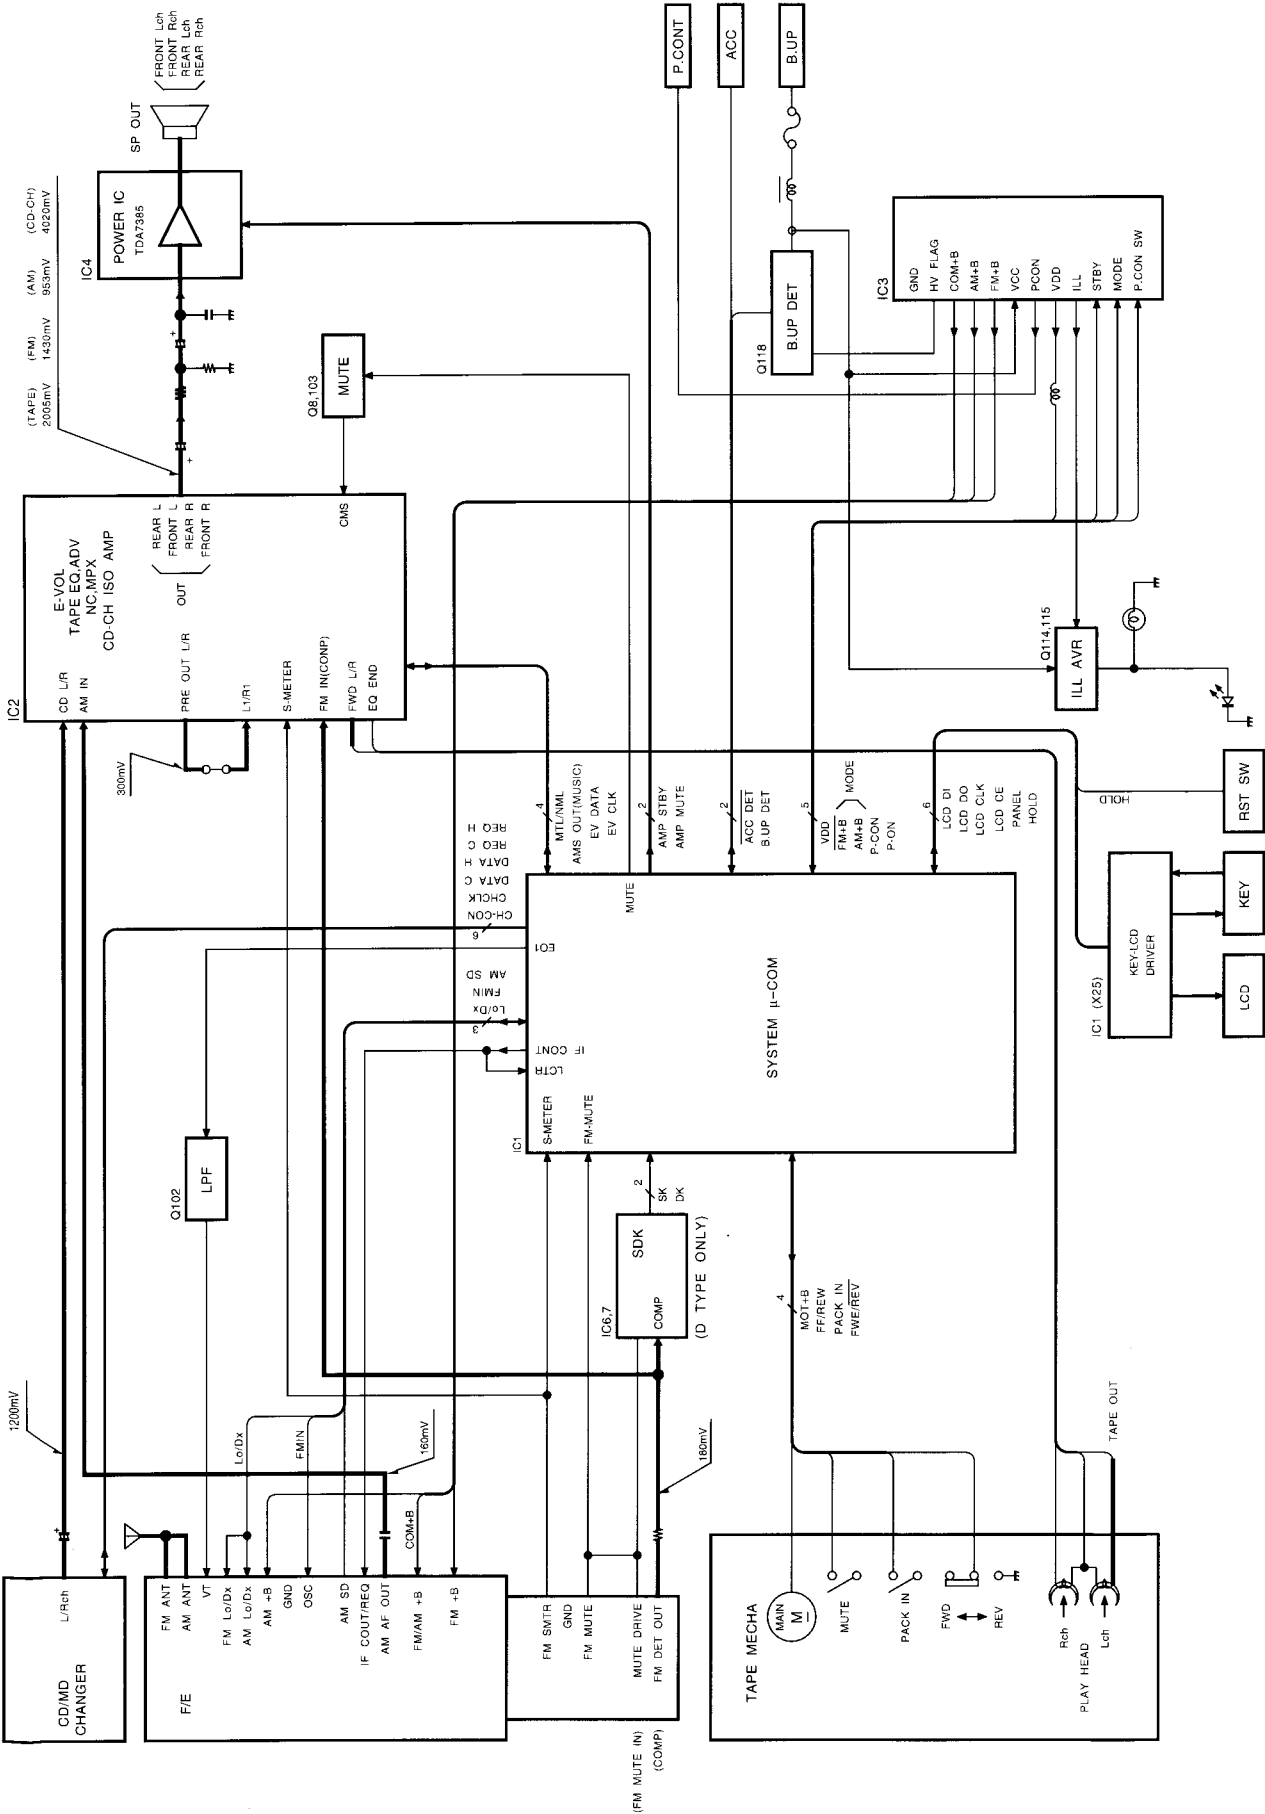 CD/MD
CHANGER
L/Rch
1200mV
F/E
FM ANT
AM ANT
VT
FM Lo/Dx
AM Lo/Dx
AM +B
GND
OSC
AM SD
IF COUT/REQ
AM AF OUT
FM/AM +B
FM +B
FM SMTR
GND
FM MUTE
MUTE DRIVE
FM DET OUT
(FM MUTE IN)
(COMP)
Lo/Dx
FMIN
160mV
COM+B
180mV
Q102
LPF
IC6,7
SDK
COMP
(D TYPE ONLY)
2
SK
DK
TAPE MECHA
MAIN
M
MUTE
PACK IN
FWD
REV
Rch
Lch
PLAY HEAD
TAPE OUT
4
MOT+B
FF/REW
PACK IN
FWE/REV
IC1
SYSTEM μ-COM
S-METER
FM-MUTE
LCTR
IF CONT
3
Lo/Dx
FMIN
AM SD
EO1
6
CH-CON
CHCLK
DATA C
DATA H
REQ C
REQ H
MUTE
4
MTL/NML
AMS OUT(MUSIC)
EV DATA
EV CLK
2
AMP STBY
AMP MUTE
2
ACC DET
B.UP DET
5
VDD
FM+B
AM+B
MODE
P-CON
P-ON
6
LCD DI
LCD DO
LCD CLK
LCD CE
PANEL
HOLD
HOLD
RST SW
IC1 (X25)
KEY-LCD
DRIVER
KEY
LCD
IC2
E-VOL
TAPE EQ,ADV
NC,MPX
CD-CH ISO AMP
CD L/R
AM IN
PRE OUT L/R
L1/R1
S-METER
FM IN(CONP)
FWD L/R
EQ END
300mV
OUT
REAR L
FRONT L
REAR R
FRONT R
CMS
Q8,103
MUTE
(TAPE) (FM) (AM) (CD-CH)
2005mV 1430mV 953mV 4020mV
IC4
POWER IC
TDA7385
SP OUT
FRONT Lch
FRONT Rch
REAR Lch
REAR Rch
P.CONT
ACC
B.UP
Q118
B.UP DET
IC3
GND
HV FLAG
COM+B
AM+B
FM+B
VCC
PCON
VDD
ILL
STBY
MODE
P.CON SW
Q114,115
ILL AVR